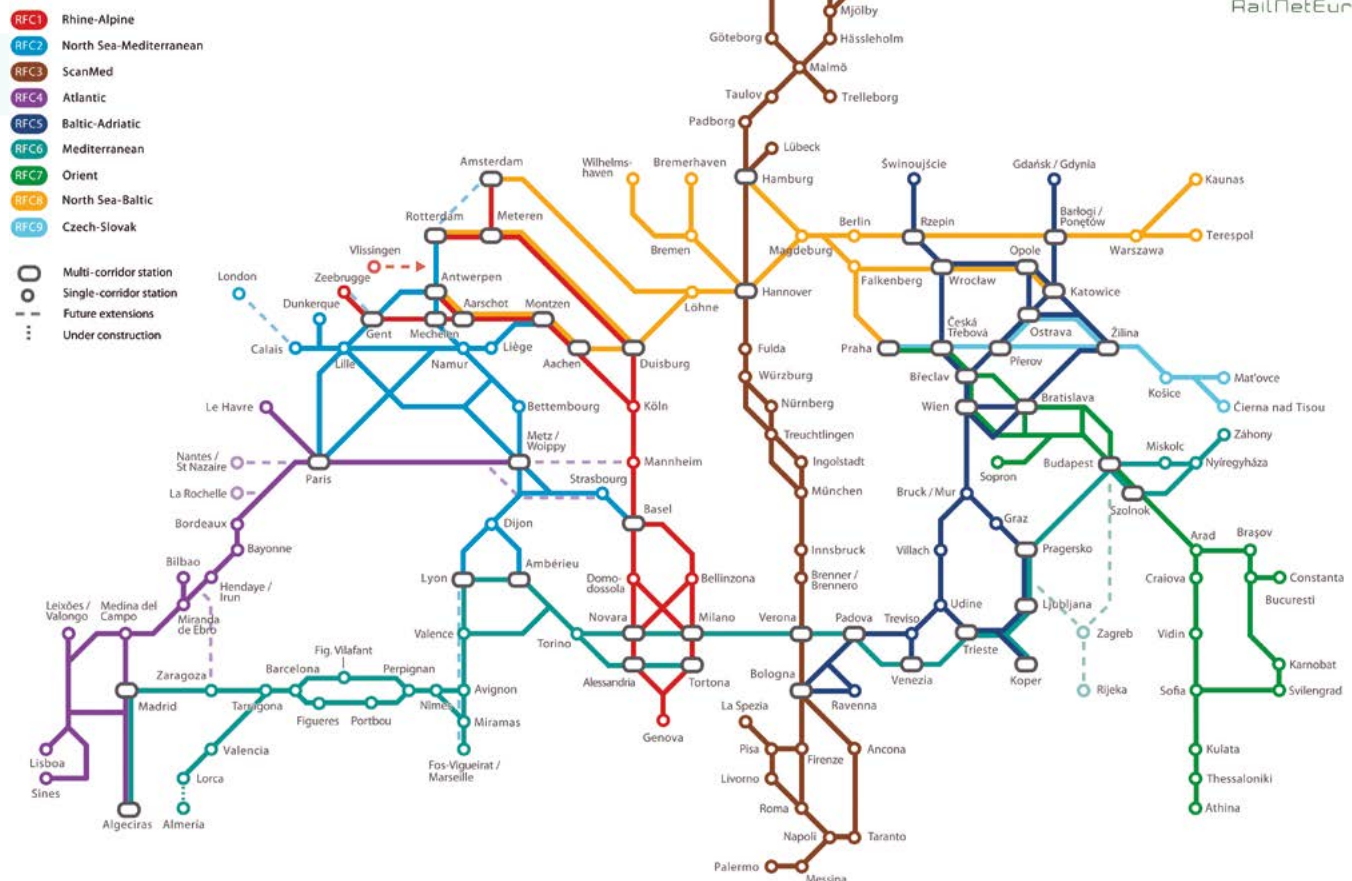 RailNetEur
RFC1 Rhine-Alpine
RFC2 North Sea-Mediterranean
RFC3 ScanMed
RFC4 Atlantic
RFC5 Baltic-Adriatic
RFC6 Mediterranean
RFC7 Orient
RFC8 North Sea-Baltic
RFC9 Czech-Slovak
Multi-corridor station
Single-corridor station
Future extensions
Under construction
Mjölby
Göteborg
Hässleholm
Malmö
Taulov
Trelleborg
Padborg
Lübeck
Hamburg
Amsterdam
Wilhelms-
haven
Bremerhaven
Świnoujście
Gdańsk / Gdynia
Kaunas
Rotterdam
Meteren
Bremen
Magdeburg
Berlin
Rzepin
Barłogi /
Ponętów
Warszawa
Terespol
Vlissingen
Zeebrugge
London
Dunkerque
Antwerpen
Aarschot
Montzen
Löhne
Hannover
Falkenberg
Wrocław
Opole
Katowice
Gent
Mechelen
Calais
Lille
Namur
Liège
Aachen
Duisburg
Fulda
Praha
Česká
Třebová
Přerov
Ostrava
Žilina
Würzburg
Břeclav
Košice
Mat'ovce
Čierna nad Tisou
Le Havre
Bettembourg
Köln
Nürnberg
Wien
Bratislava
Treuchtlingen
Metz /
Woippy
Nantes /
St Nazaire
Paris
Mannheim
Ingolstadt
Sopron
Budapest
Miskolc
Záhony
Nyíregyháza
La Rochelle
Strasbourg
München
Bruck / Mur
Szolnok
Bordeaux
Dijon
Basel
Graz
Bayonne
Innsbruck
Villach
Pragersko
Arad
Braşov
Bilbao
Hendaye /
Irun
Lyon
Ambérieu
Domo-
dossola
Bellinzona
Brenner /
Brennero
Craiova
Constanta
Bucuresti
Leixões /
Valongo
Medina del
Campo
Miranda
de Ebro
Valence
Torino
Novara
Milano
Verona
Padova
Treviso
Udine
Ljubljana
Zagreb
Vidin
Trieste
Venezia
Koper
Karnobat
Zaragoza
Barcelona
Fig. Vilafant
Perpignan
Avignon
Alessandria
Tortona
Bologna
Ravenna
Rijeka
Sofia
Svilengrad
Madrid
Tarragona
Figueres
Portbou
Nîmes
Miramas
Genova
La Spezia
Lisboa
Valencia
Fos-Vigueirat /
Marseille
Pisa
Firenze
Ancona
Kulata
Sines
Lorca
Livorno
Thessaloniki
Algeciras
Almería
Roma
Athina
Napoli
Taranto
Palermo
Messina